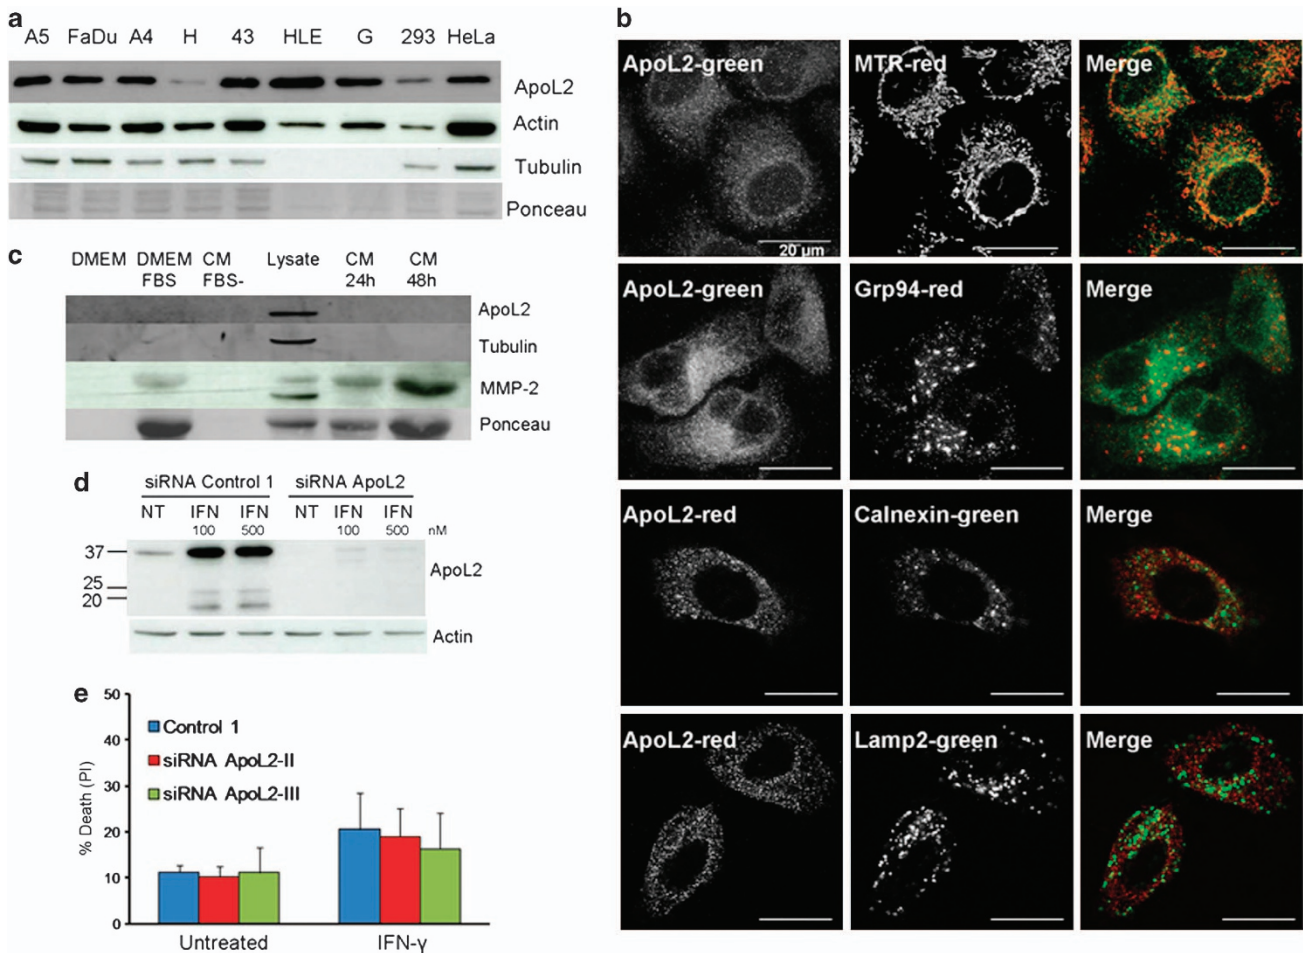 a
A5 FaDu A4 H 43 HLE G 293 HeLa
ApoL2
Actin
Tubulin
Ponceau
b
ApoL2-green MTR-red Merge
20 µm
ApoL2-green Grp94-red Merge
ApoL2-red Calnexin-green Merge
ApoL2-red Lamp2-green Merge
c
DMEM DMEM CM Lysate CM CM
FBS FBS- 24h 48h
ApoL2
Tubulin
MMP-2
Ponceau
d
siRNA Control 1 siRNA ApoL2
NT IFN IFN NT IFN IFN
100 500 100 500 nM
37
25
20
ApoL2
Actin
e
50
40
30
20
10
0
% Death (PI)
Control 1
siRNA ApoL2-II
siRNA ApoL2-III
Untreated IFN-γ